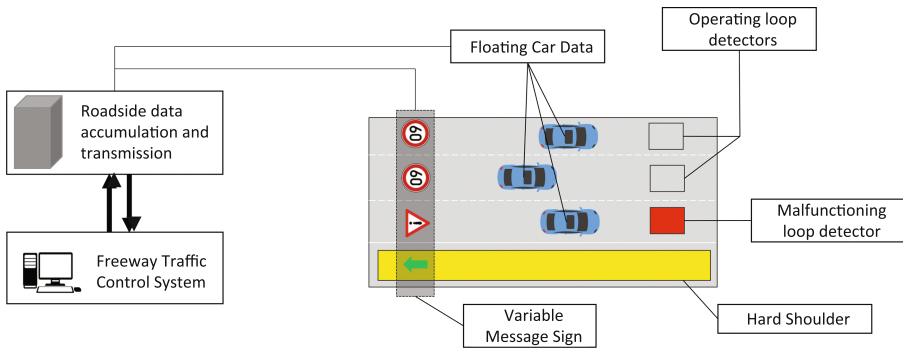 Operating loop
detectors
Floating Car Data
Roadside data
accumulation and
transmission
60
60
!
Malfunctioning
loop detector
Freeway Traffic
Control System
Variable
Message Sign
Hard Shoulder